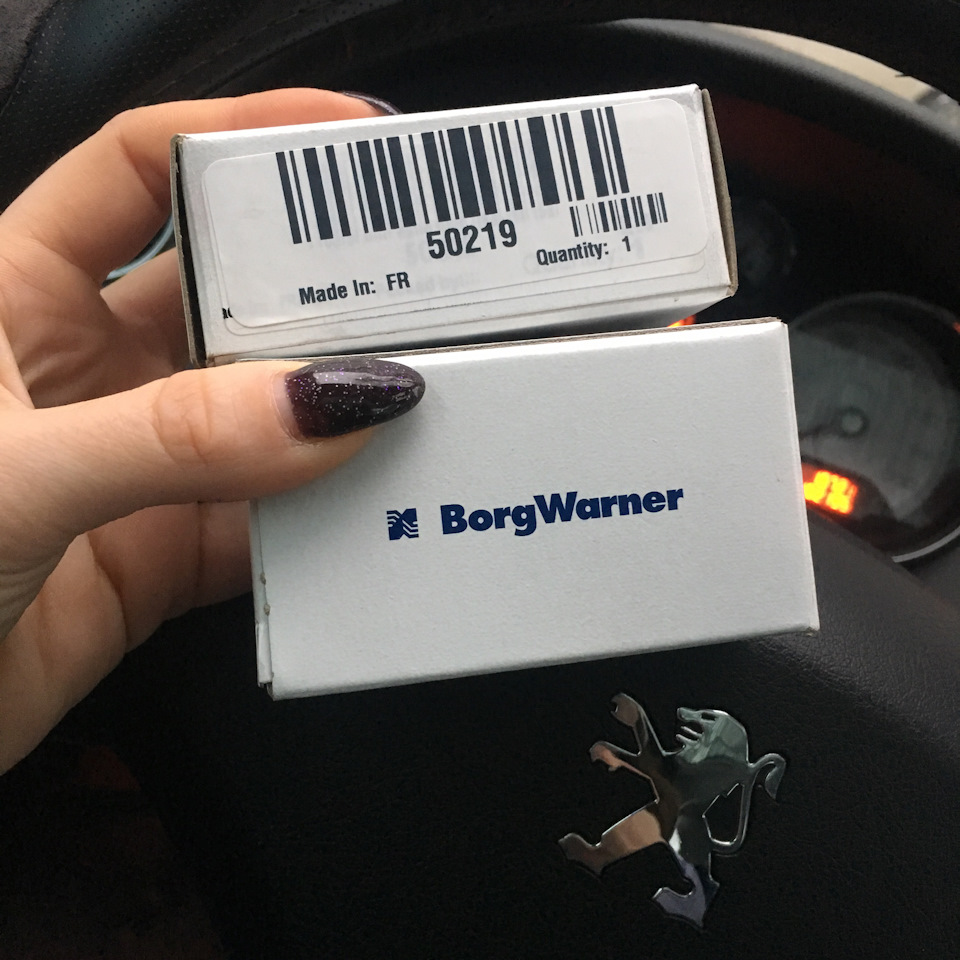 50219
Quantity: 1
Made In: FR
BorgWarner